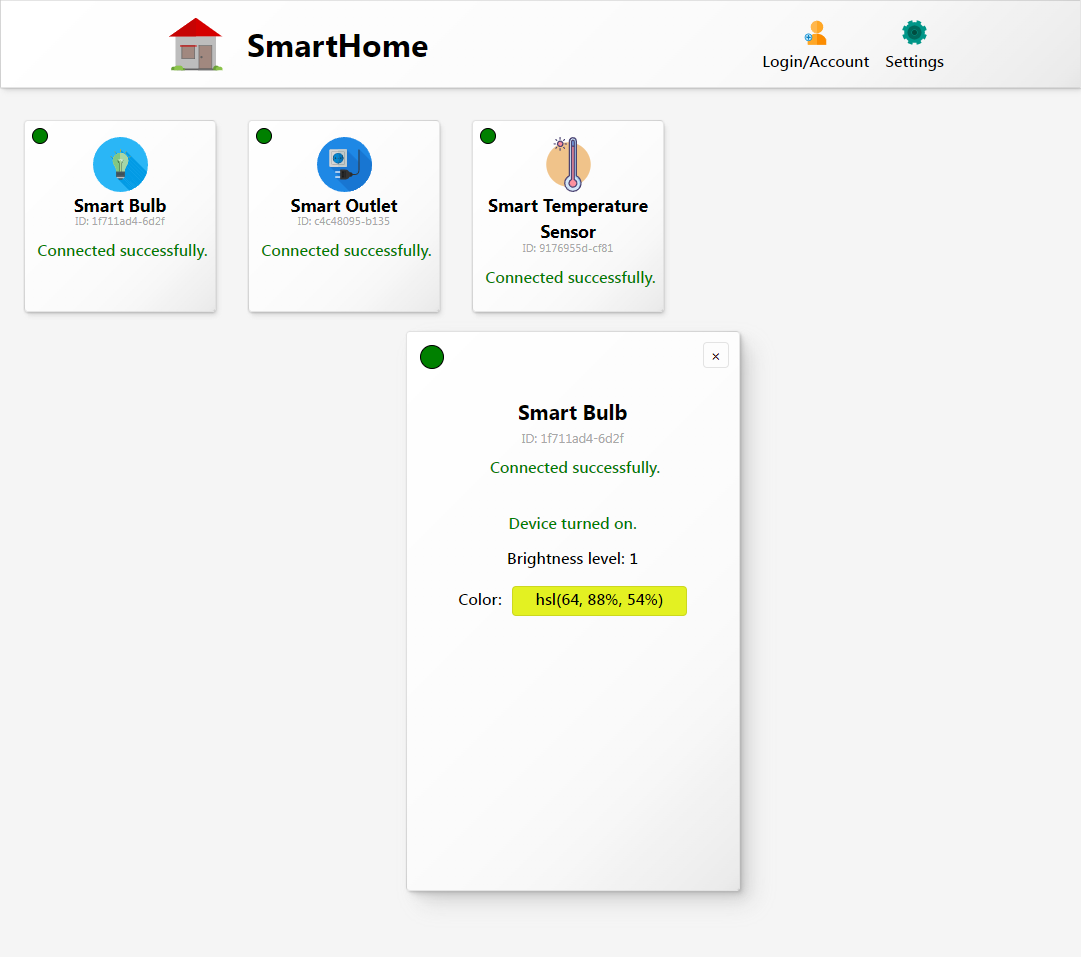 SmartHome
Login/Account
Settings
Smart Bulb
ID: 1f711ad4-6d2f
Connected successfully.
Smart Outlet
ID: c4c48095-b135
Connected successfully.
Smart Temperature
Sensor
ID: 9176955d-cf81
Connected successfully.
×
Smart Bulb
ID: 1f711ad4-6d2f
Connected successfully.
Device turned on.
Brightness level: 1
Color: hsl(64, 88%, 54%)